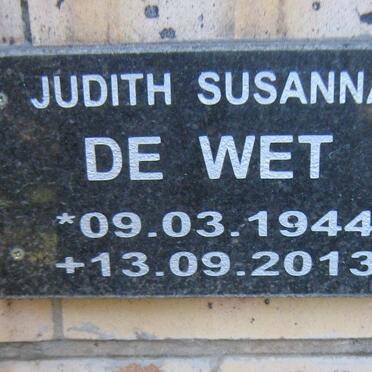 JUDITH SUSANNA
DE WET
*09.03.1944
+13.09.2013